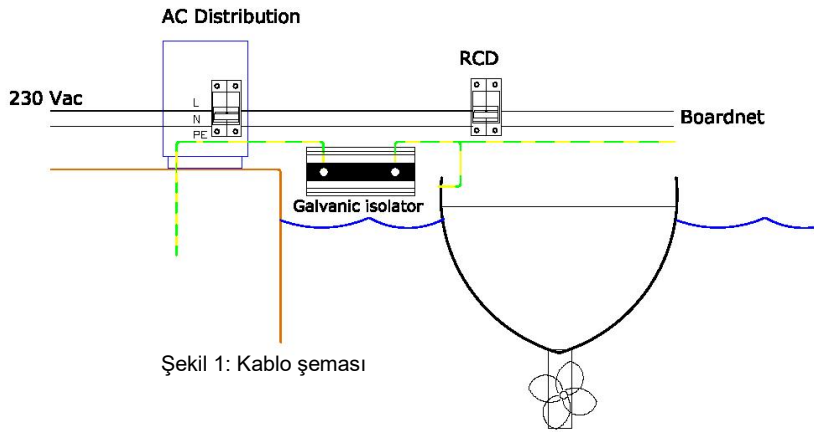 AC Distribution
RCD
230 Vac
L
N
PE
Boardnet
Galvanic isolator
Şekil 1: Kablo şeması